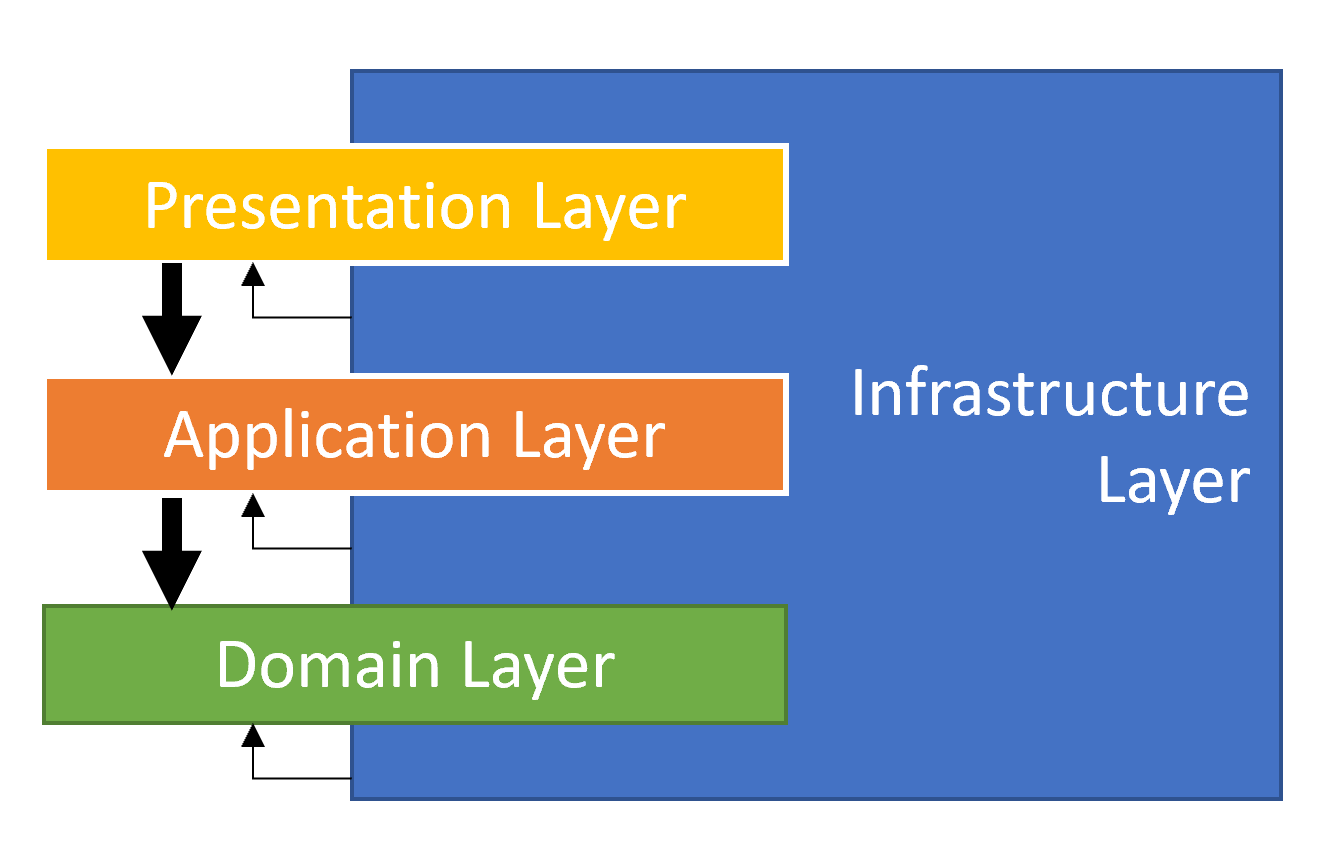 Presentation Layer
Application Layer
Infrastructure
Layer
Domain Layer